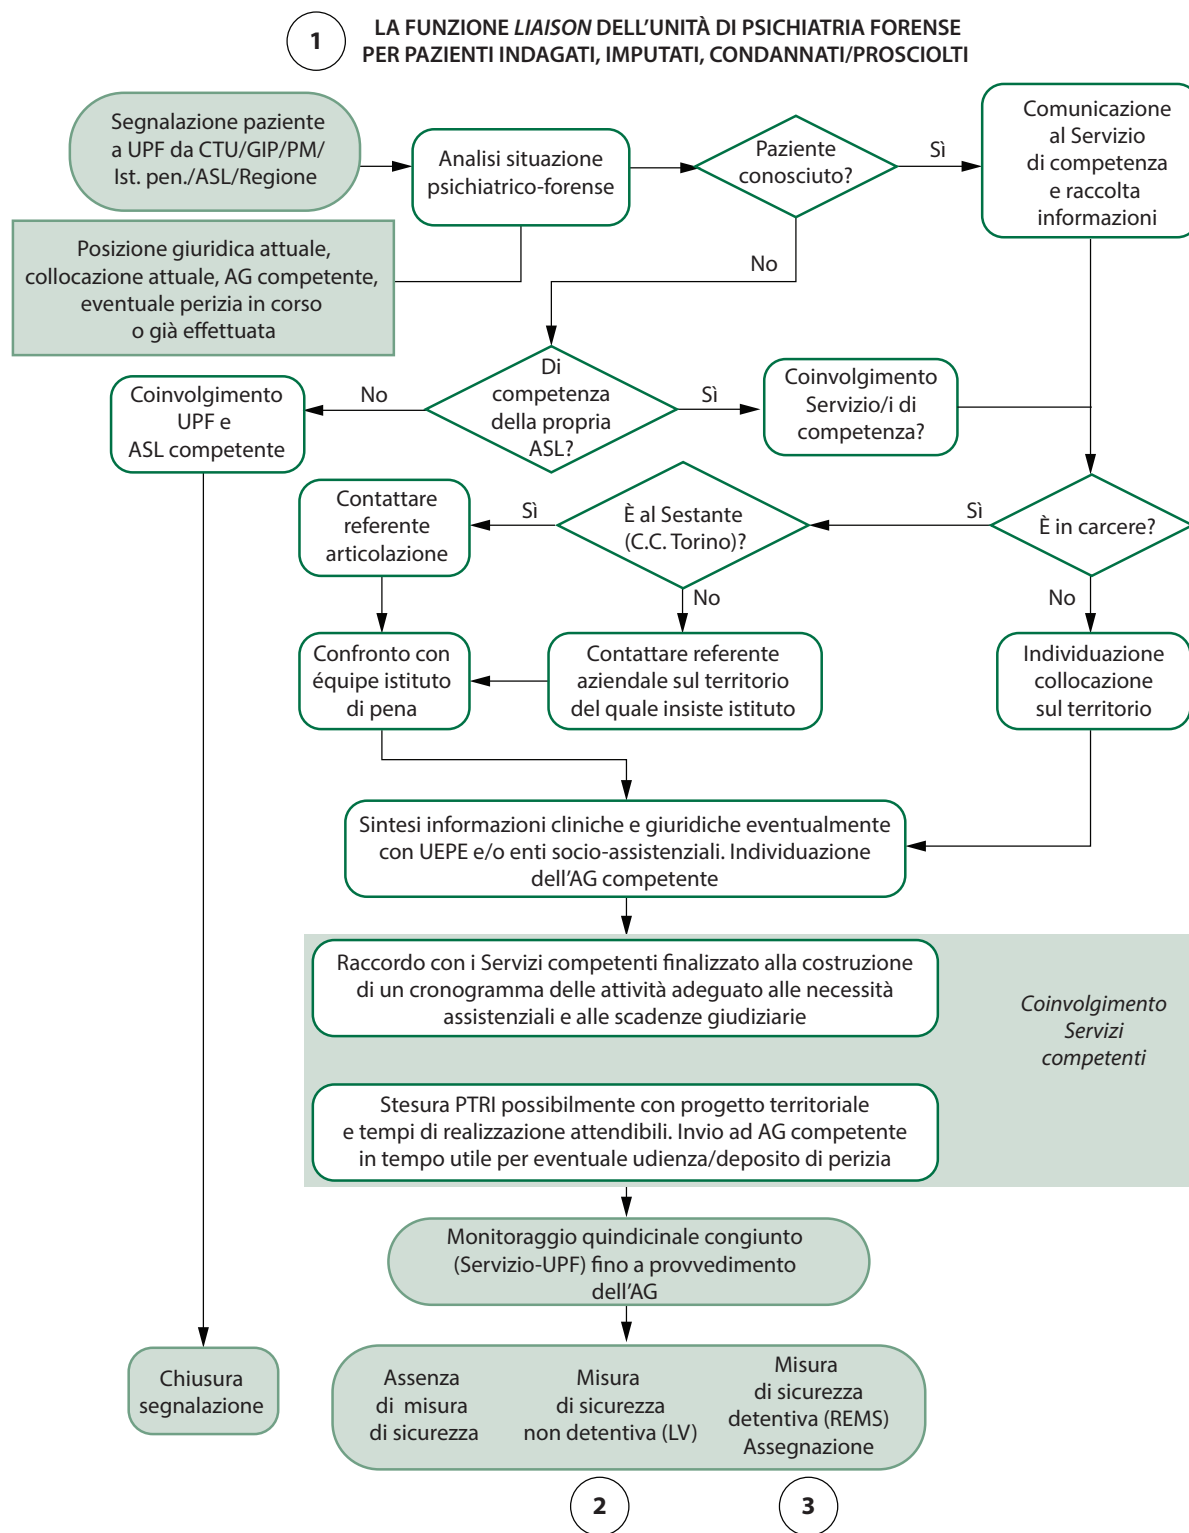 1
LA FUNZIONE LIAISON DELL'UNITÀ DI PSICHIATRIA FORENSE
PER PAZIENTI INDAGATI, IMPUTATI, CONDANNATI/PROSCIOLTI
Segnalazione paziente
a UPF da CTU/GIP/PM/
Ist. pen./ASL/Regione
Analisi situazione
psichiatrico-forense
Paziente
conosciuto?
Sì
Comunicazione
al Servizio
di competenza
e raccolta
informazioni
Posizione giuridica attuale,
collocazione attuale, AG competente,
eventuale perizia in corso
o già effettuata
No
Di
competenza
della propria
ASL?
No
Coinvolgimento
UPF e
ASL competente
Sì
Coinvolgimento
Servizio/i di
competenza?
È in carcere?
Sì
È al Sestante
(C.C. Torino)?
Sì
Contattare
referente
articolazione
No
No
Confronto con
équipe istituto
di pena
Contattare referente
aziendale sul territorio
del quale insiste istituto
Individuazione
collocazione
sul territorio
Sintesi informazioni cliniche e giuridiche eventualmente
con UEPE e/o enti socio-assistenziali. Individuazione
dell'AG competente
Raccordo con i Servizi competenti finalizzato alla costruzione
di un cronogramma delle attività adeguato alle necessità
assistenziali e alle scadenze giudiziarie
Coinvolgimento
Servizi
competenti
Stesura PTRI possibilmente con progetto territoriale
e tempi di realizzazione attendibili. Invio ad AG competente
in tempo utile per eventuale udienza/deposito di perizia
Monitoraggio quindicinale congiunto
(Servizio-UPF) fino a provvedimento
dell'AG
Chiusura
segnalazione
Assenza
di misura
di sicurezza
Misura
di sicurezza
non detentiva (LV)
Misura
di sicurezza
detentiva (REMS)
Assegnazione
2
3